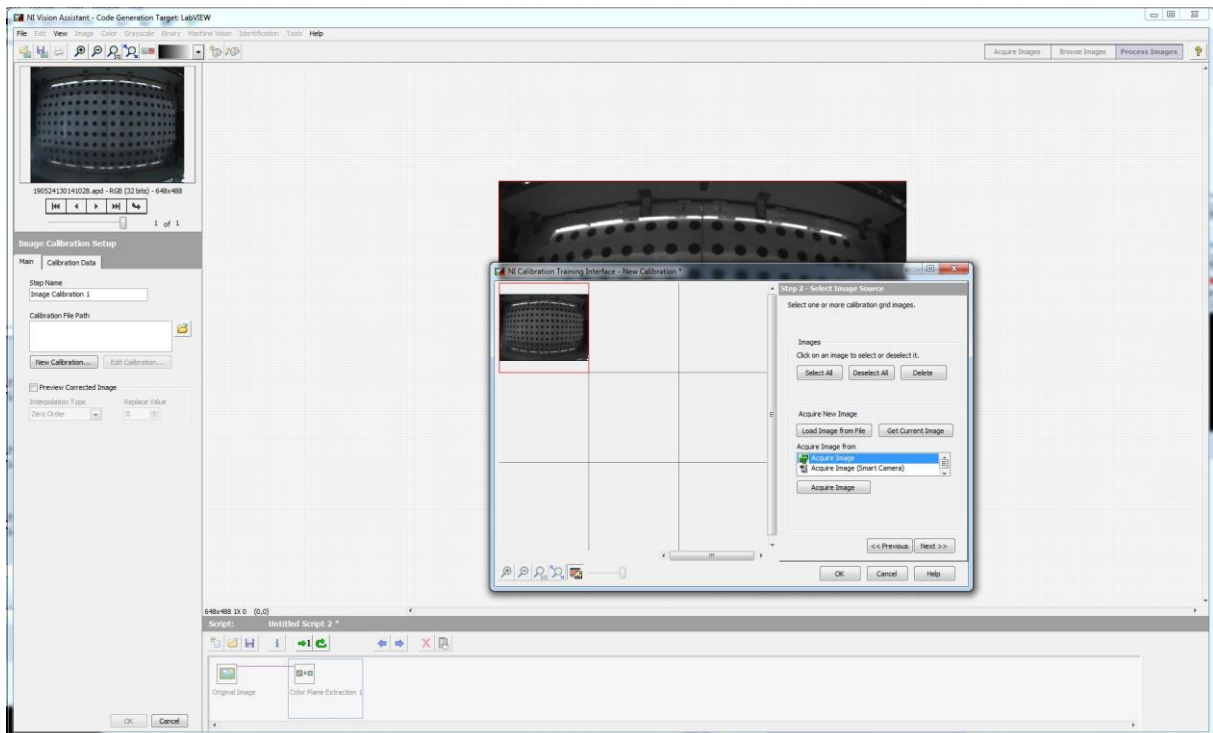 NI Vision Assistant - Code Generation Target: LabVIEW
File Edit View Image Color Grayscale Binary Machine Vision Identification Tools Help
Acquire Images Browse Images Process Images
190524130141028.apd - RGB (32 bits) - 648x488
1 of 1
Image Calibration Setup
Main Calibration Data
Step Name
Image Calibration 1
Calibration File Path
New Calibration... Edit Calibration...
Preview Corrected Image
Interpolation Type Replace Value
Zero Order 0
OK Cancel
NI Calibration Training Interface - New Calibration *
Step 2 - Select Image Source
Select one or more calibration grid images.
Images
Click on an image to select or deselect it.
Select All Deselect All Delete
Acquire New Image
Load Image from File Get Current Image
Acquire Image from
Acquire Image
Acquire Image (Smart Camera)
Acquire Image
<< Previous Next >>
OK Cancel Help
648x488 1X 0 (0,0)
Script: Untitled Script 2 *
Original Image Color Plane Extraction 1